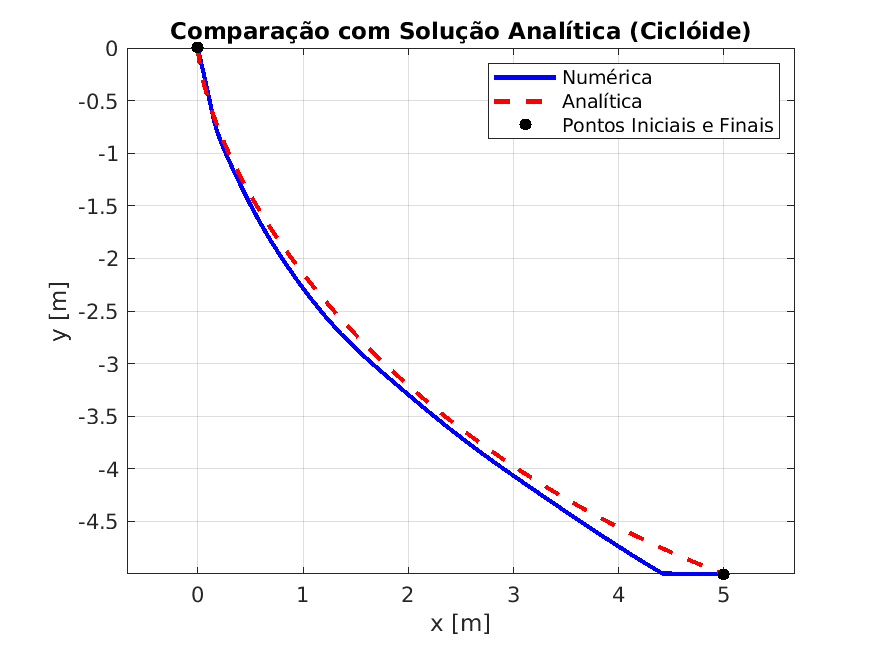 Comparação com Solução Analítica (Ciclóide)
Numérica
Analítica
Pontos Iniciais e Finais
0
-0.5
-1
-1.5
-2
-2.5
-3
-3.5
-4
-4.5
y [m]
0
1
2
3
4
5
x [m]